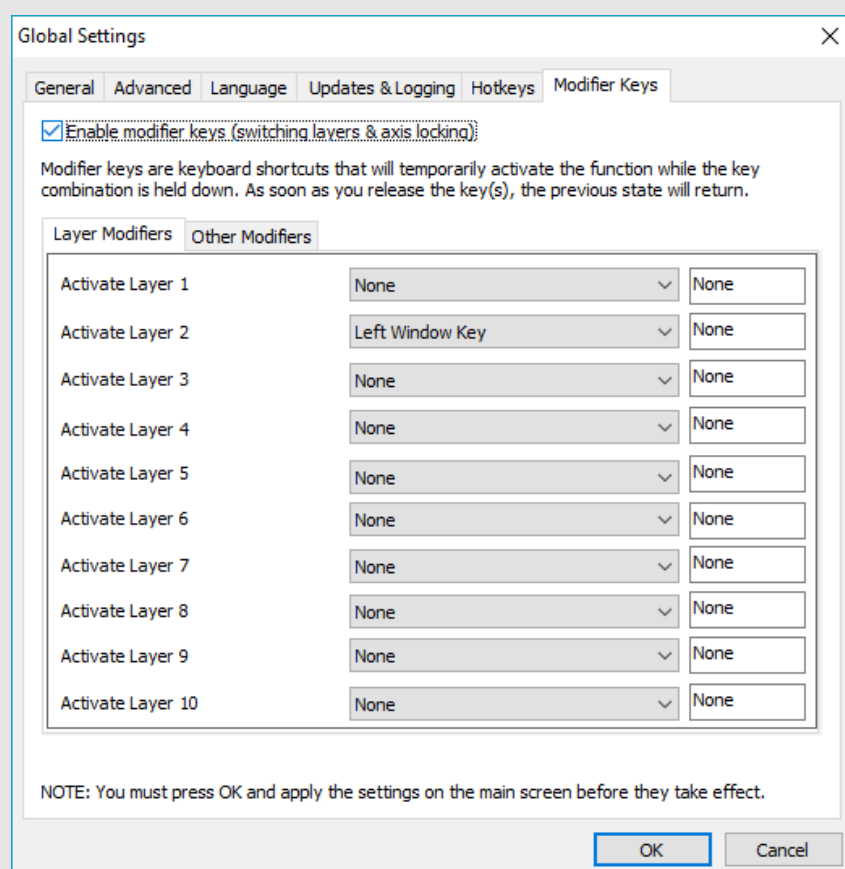 Global Settings
General Advanced Language Updates & Logging Hotkeys Modifier Keys
Enable modifier keys (switching layers & axis locking)
Modifier keys are keyboard shortcuts that will temporarily activate the function while the key
combination is held down. As soon as you release the key(s), the previous state will return.
Layer Modifiers Other Modifiers
Activate Layer 1 None None
Activate Layer 2 Left Window Key None
Activate Layer 3 None None
Activate Layer 4 None None
Activate Layer 5 None None
Activate Layer 6 None None
Activate Layer 7 None None
Activate Layer 8 None None
Activate Layer 9 None None
Activate Layer 10 None None
NOTE: You must press OK and apply the settings on the main screen before they take effect.
OK Cancel